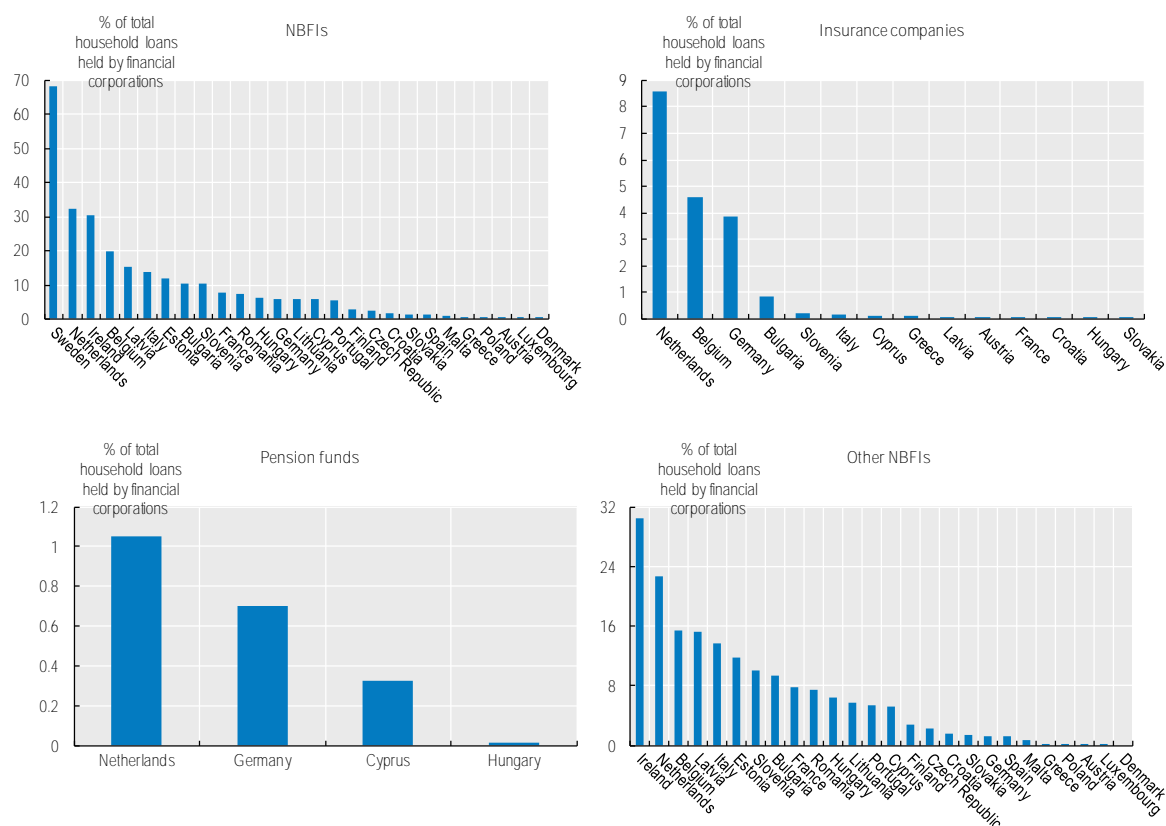 % of total
household loans
held by financial
corporations
NBFIs
70
60
50
40
30
20
10
0
Sweden
Netherlands
Ireland
Belgium
Latvia
Italy
Estonia
Bulgaria
Slovenia
France
Romania
Hungary
Germany
Lithuania
Cyprus
Portugal
Finland
Czech Republic
Croatia
Slovakia
Spain
Malta
Greece
Poland
Austria
Luxembourg
Denmark
% of total
household loans
held by financial
corporations
Insurance companies
9
8
7
6
5
4
3
2
1
0
Netherlands
Belgium
Germany
Bulgaria
Slovenia
Italy
Cyprus
Greece
Latvia
Austria
France
Croatia
Hungary
Slovakia
% of total
household loans
held by financial
corporations
Pension funds
1.2
1
0.8
0.6
0.4
0.2
0
Netherlands
Germany
Cyprus
Hungary
% of total
household loans
held by financial
corporations
Other NBFIs
32
24
16
8
0
Ireland
Netherlands
Belgium
Latvia
Italy
Estonia
Slovenia
Bulgaria
France
Romania
Hungary
Lithuania
Portugal
Cyprus
Finland
Czech Republic
Croatia
Slovakia
Germany
Spain
Malta
Greece
Poland
Austria
Luxembourg
Denmark